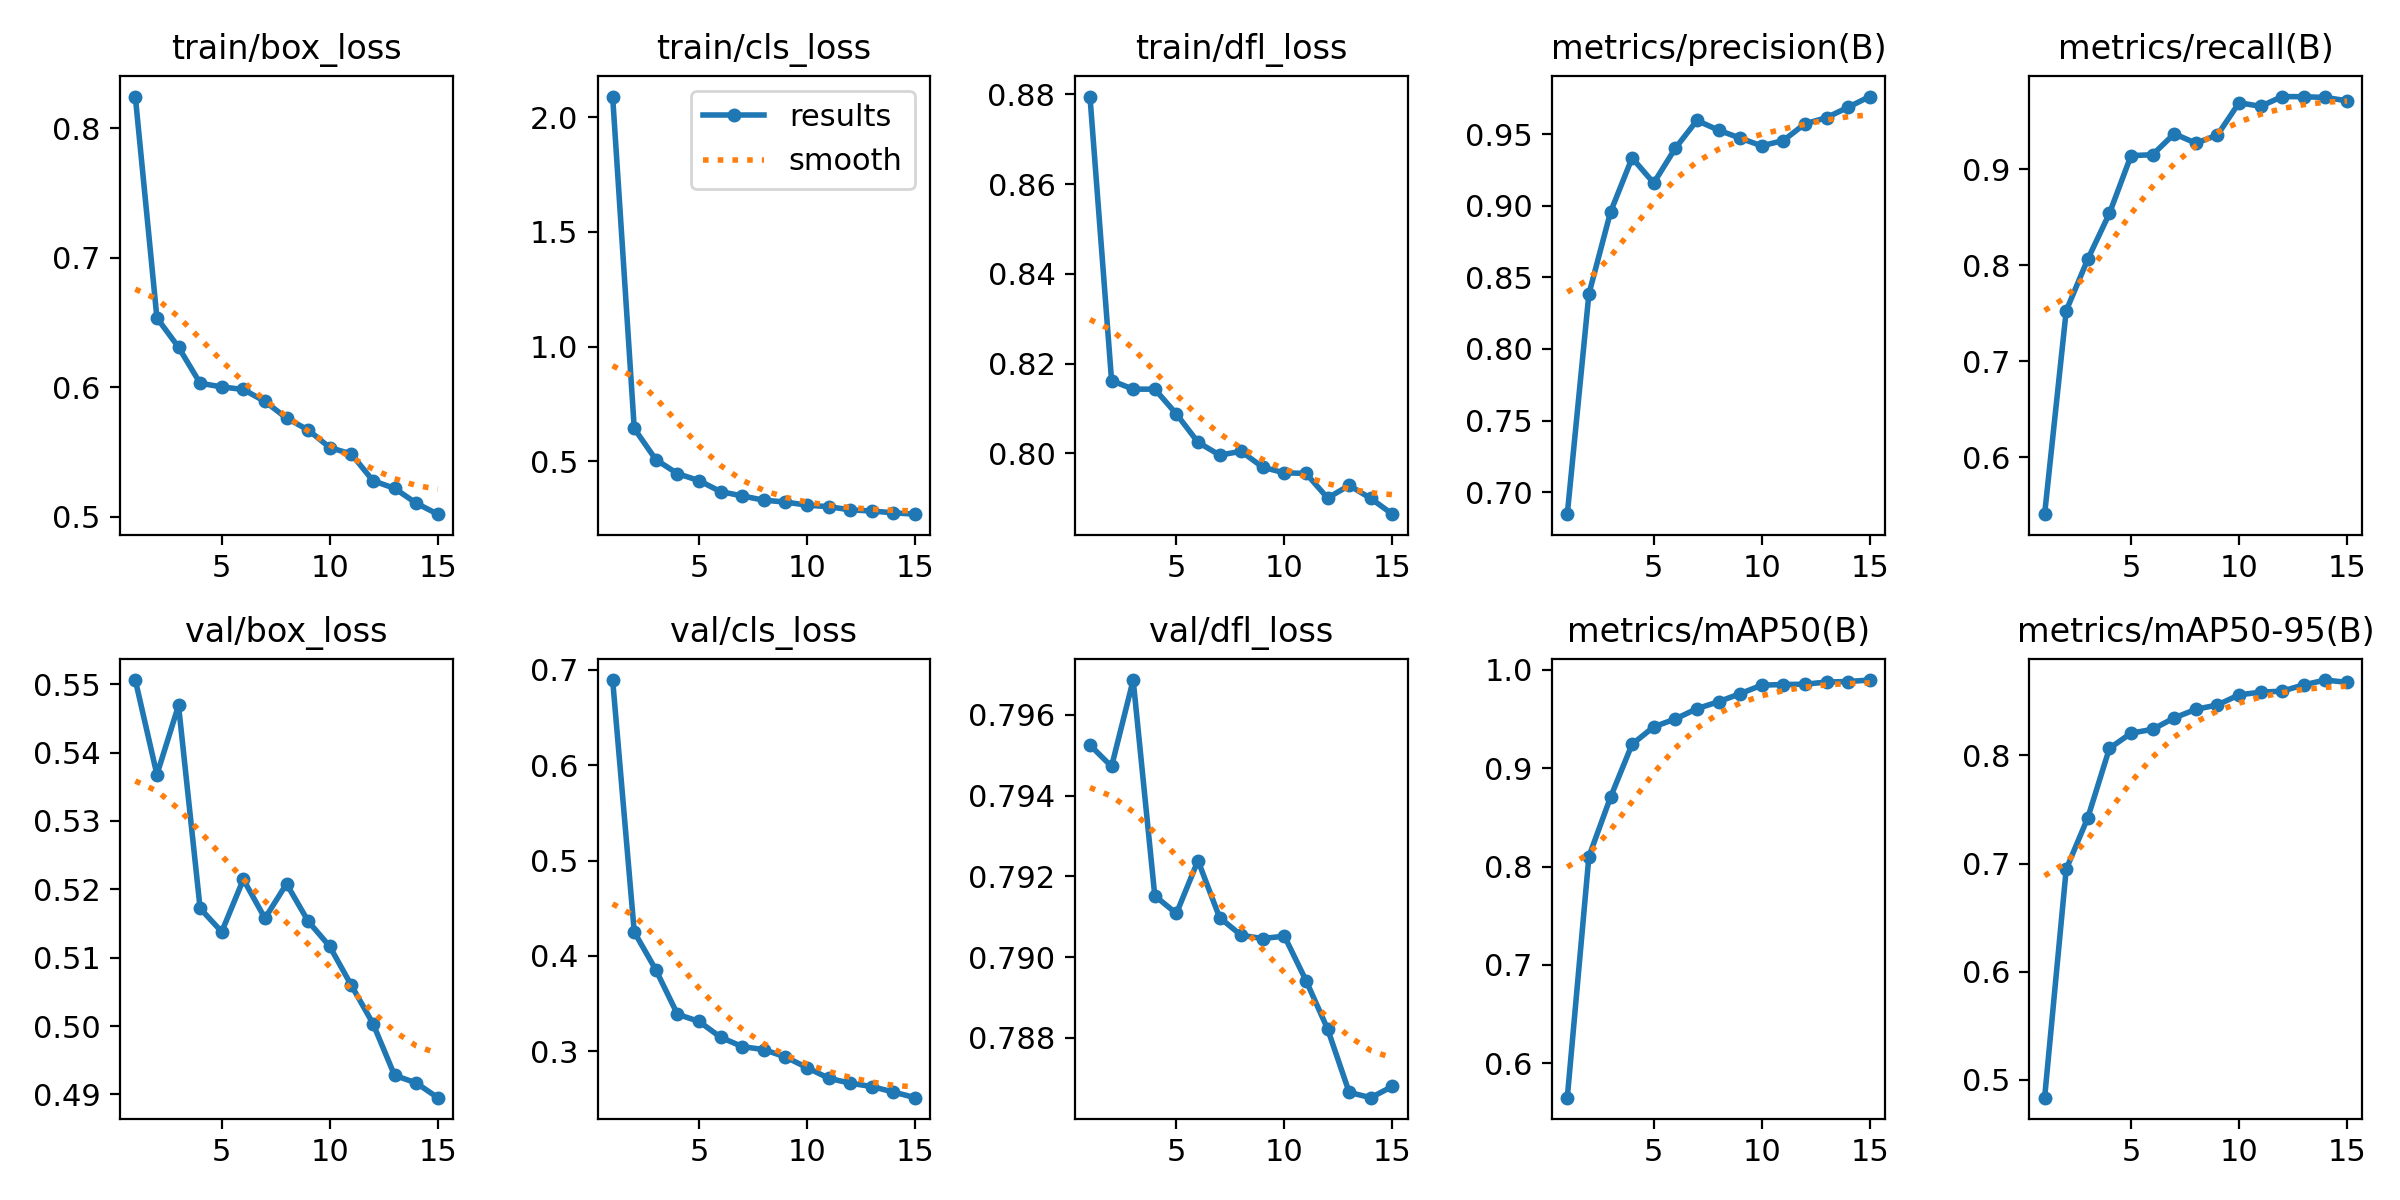 train/box_loss
0.8
0.7
0.6
0.5
5 10 15
train/cls_loss
results
smooth
2.0
1.5
1.0
0.5
5 10 15
train/dfl_loss
0.88
0.86
0.84
0.82
0.80
5 10 15
metrics/precision(B)
0.95
0.90
0.85
0.80
0.75
0.70
5 10 15
metrics/recall(B)
0.9
0.8
0.7
0.6
5 10 15
val/box_loss
0.55
0.54
0.53
0.52
0.51
0.50
0.49
5 10 15
val/cls_loss
0.7
0.6
0.5
0.4
0.3
5 10 15
val/dfl_loss
0.796
0.794
0.792
0.790
0.788
5 10 15
metrics/mAP50(B)
1.0
0.9
0.8
0.7
0.6
5 10 15
metrics/mAP50-95(B)
0.8
0.7
0.6
0.5
5 10 15